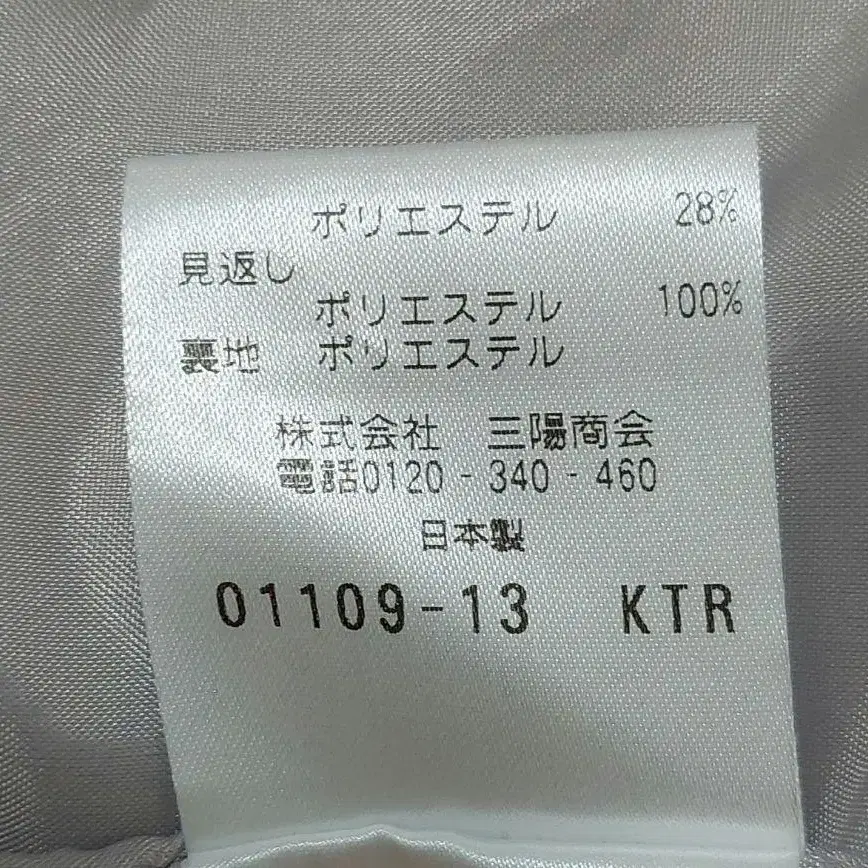 ポリエステル 28%
見返し
ポリエステル 100%
裏地 ポリエステル
株式会社 三陽商会
電話0120-340-460
日本製
01109-13 KTR